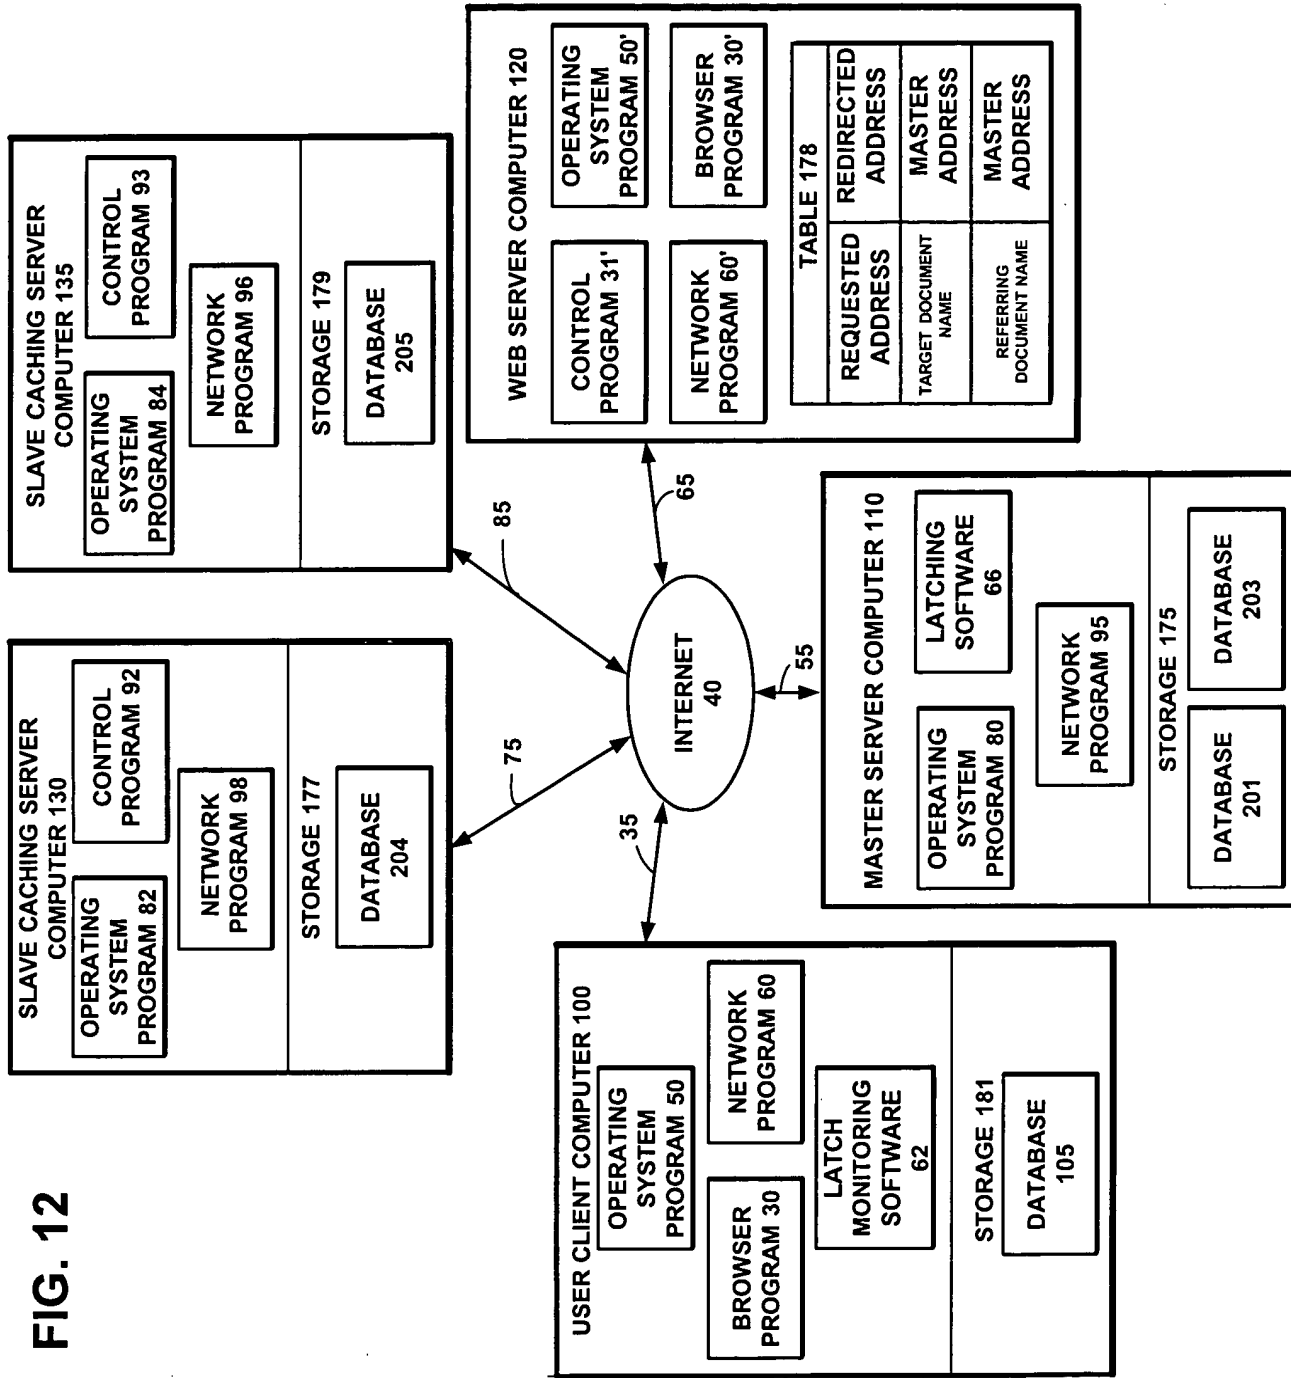 FIG. 12
SLAVE CACHING SERVER
COMPUTER 130
OPERATING
SYSTEM
PROGRAM 82
CONTROL
PROGRAM 92
NETWORK
PROGRAM 98
STORAGE 177
DATABASE
204
SLAVE CACHING SERVER
COMPUTER 135
OPERATING
SYSTEM
PROGRAM 84
CONTROL
PROGRAM 93
NETWORK
PROGRAM 96
STORAGE 179
DATABASE
205
75
85
35
INTERNET
40
65
55
USER CLIENT COMPUTER 100
OPERATING
SYSTEM
PROGRAM 50
BROWSER
PROGRAM 30
NETWORK
PROGRAM 60
LATCH
MONITORING
SOFTWARE
62
STORAGE 181
DATABASE
105
MASTER SERVER COMPUTER 110
OPERATING
SYSTEM
PROGRAM 80
LATCHING
SOFTWARE
66
NETWORK
PROGRAM 95
STORAGE 175
DATABASE
201
DATABASE
203
WEB SERVER COMPUTER 120
CONTROL
PROGRAM 31'
OPERATING
SYSTEM
PROGRAM 50'
NETWORK
PROGRAM 60'
BROWSER
PROGRAM 30'
TABLE 178
REQUESTED
ADDRESS
REDIRECTED
ADDRESS
TARGET DOCUMENT
NAME
MASTER
ADDRESS
REFERRING
DOCUMENT NAME
MASTER
ADDRESS